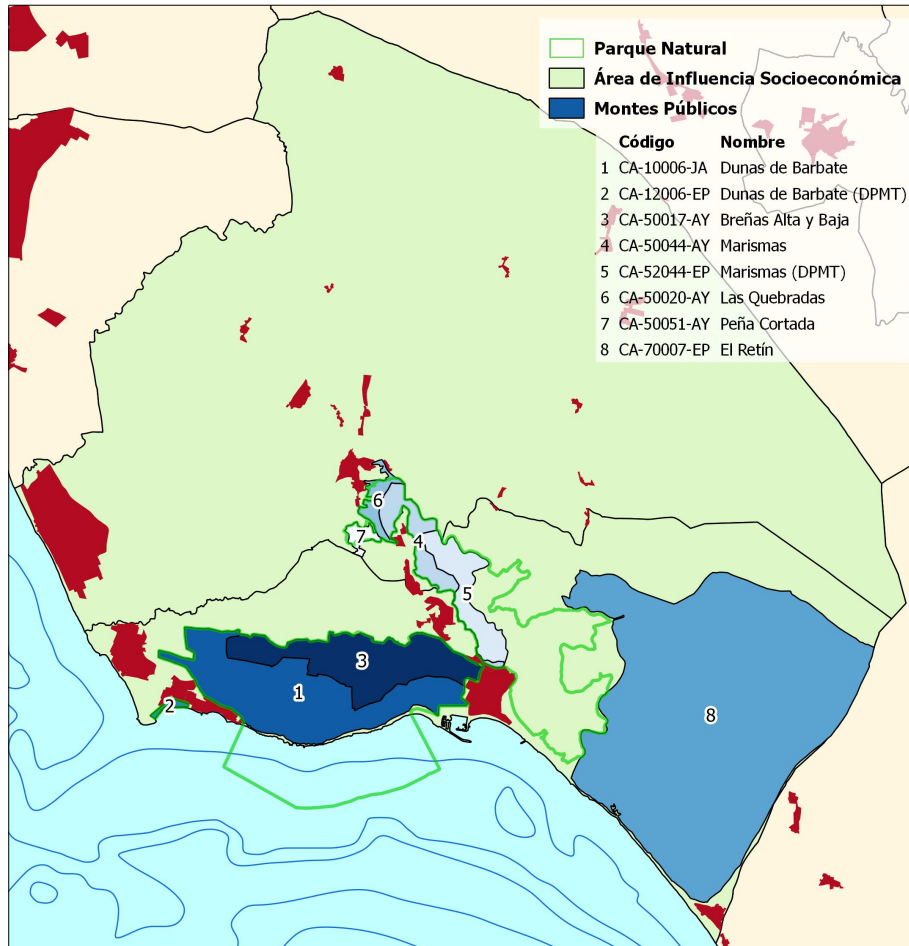 Parque Natural
Área de Influencia Socioeconómica
Montes Públicos
Código Nombre
1 CA-10006-JA Dunas de Barbate
2 CA-12006-EP Dunas de Barbate (DPMT)
3 CA-50017-AY Breñas Alta y Baja
4 CA-50044-AY Marismas
5 CA-52044-EP Marismas (DPMT)
6 CA-50020-AY Las Quebradas
7 CA-50051-AY Peña Cortada
8 CA-70007-EP El Retín
6
7
4
5
3
1
2
8